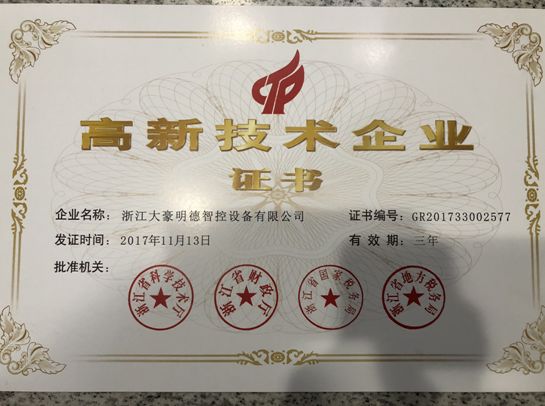 高新技术企业
证书
企业名称： 浙江大豪明德智控设备有限公司 证书编号：GR201733002577
发证时间： 2017年11月13日 有 效 期：三年
批准机关：
浙江省科学技术厅 浙江省财政厅 浙江省国家税务局 浙江省地方税务局